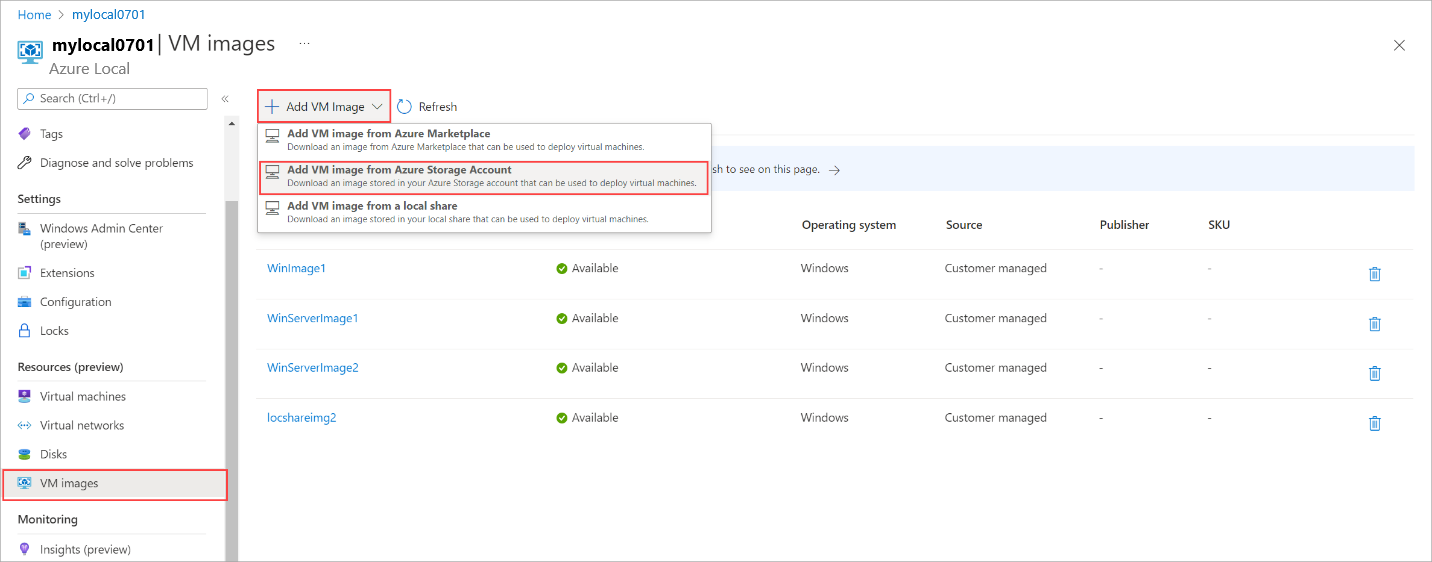 Home > mylocal0701
mylocal0701 | VM images ...
Azure Local
Search (Ctrl+/) «
Tags
Diagnose and solve problems
Settings
Windows Admin Center
(preview)
Extensions
Configuration
Locks
Resources (preview)
Virtual machines
Virtual networks
Disks
VM images
Monitoring
Insights (preview)
Add VM Image Refresh
Add VM image from Azure Marketplace
Download an image from Azure Marketplace that can be used to deploy virtual machines.
Add VM image from Azure Storage Account
Download an image stored in your Azure Storage account that can be used to deploy virtual machines.
sh to see on this page. →
Add VM image from a local share
Download an image stored in your local share that can be used to deploy virtual machines.
Operating system Source Publisher SKU
WinImage1 Available Windows Customer managed - -
WinServerImage1 Available Windows Customer managed - -
WinServerImage2 Available Windows Customer managed - -
locshareimg2 Available Windows Customer managed - -